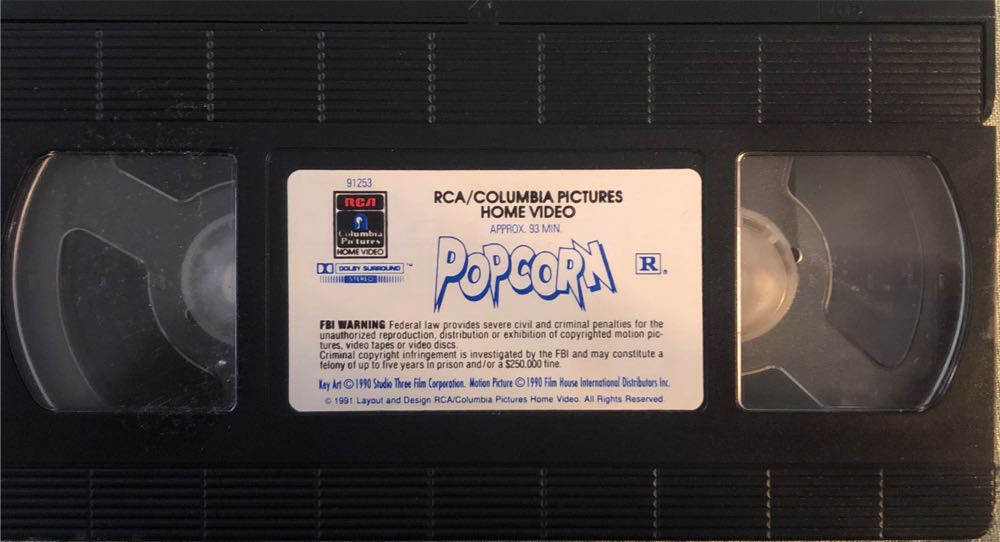 91253
RCA
Columbia
Pictures
HOME VIDEO
DOLBY SURROUND™
STEREO
RCA/COLUMBIA PICTURES
HOME VIDEO
APPROX. 93 MIN.
POPCORN
R®
FBI WARNING Federal law provides severe civil and criminal penalties for the
unauthorized reproduction, distribution or exhibition of copyrighted motion pic-
tures, video tapes or video discs.
Criminal copyright infringement is investigated by the FBI and may constitute a
felony of up to five years in prison and/or a $250,000 fine.
Key Art ©1990 Studio Three Film Corporation. Motion Picture ©1990 Film House International Distributors Inc.
© 1991 Layout and Design RCA/Columbia Pictures Home Video. All Rights Reserved.